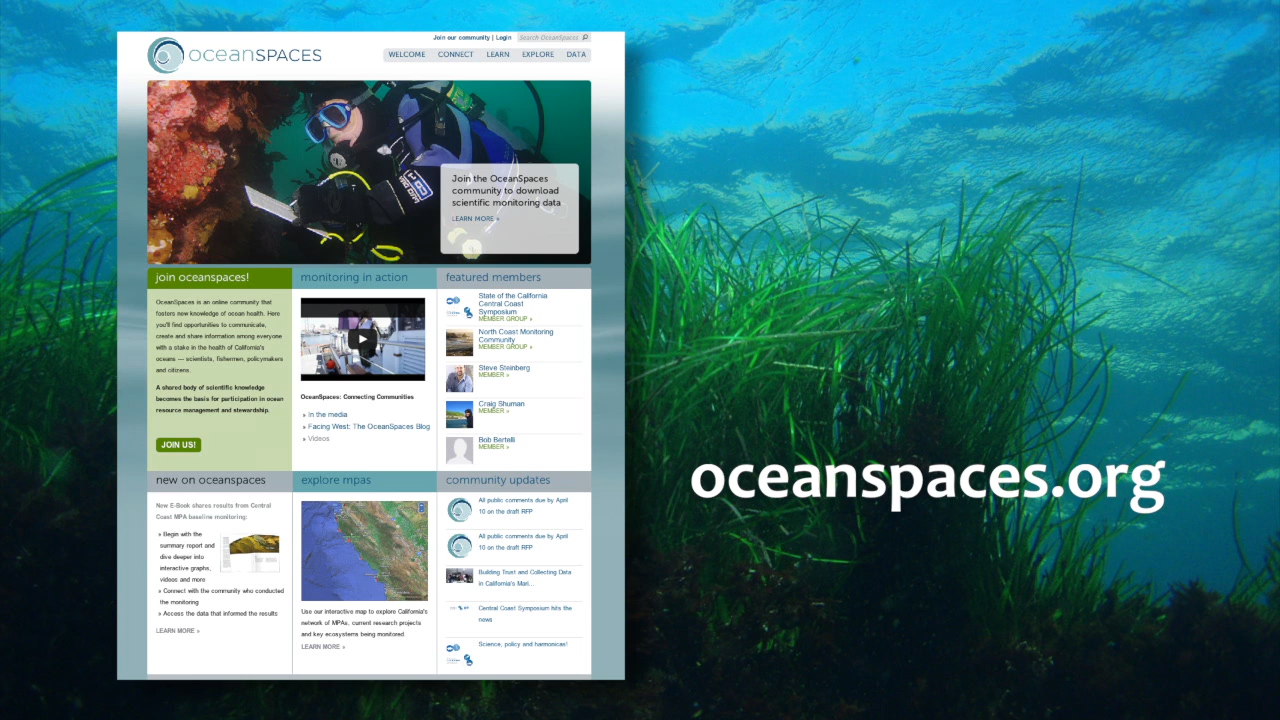 Join our community | Login
Search OceanSpaces
oceanSPACES
WELCOME CONNECT LEARN EXPLORE DATA
Join the OceanSpaces
community to download
scientific monitoring data
LEARN MORE »
join oceanspaces!
OceanSpaces is an online community that
fosters new knowledge of ocean health. Here
you'll find opportunities to communicate,
create and share information among everyone
with a stake in the health of California's
oceans — scientists, fishermen, policymakers
and citizens.
A shared body of scientific knowledge
becomes the basis for participation in ocean
resource management and stewardship.
JOIN US!
monitoring in action
OceanSpaces: Connecting Communities
» In the media
» Facing West: The OceanSpaces Blog
» Videos
featured members
State of the California
Central Coast
Symposium
MEMBER GROUP »
North Coast Monitoring
Community
MEMBER GROUP »
Steve Steinberg
MEMBER »
Craig Shuman
MEMBER »
Bob Bertelli
MEMBER »
new on oceanspaces
New E-Book shares results from Central
Coast MPA baseline monitoring:
» Begin with the
summary report and
dive deeper into
interactive graphs,
videos and more
» Connect with the community who conducted
the monitoring
» Access the data that informed the results
LEARN MORE »
explore mpas
Use our interactive map to explore California's
network of MPAs, current research projects
and key ecosystems being monitored
LEARN MORE »
community updates
All public comments due by April
10 on the draft RFP
All public comments due by April
10 on the draft RFP
Building Trust and Collecting Data
in California's Mari...
Central Coast Symposium hits the
news
Science, policy and harmonicas!
oceanspaces.org